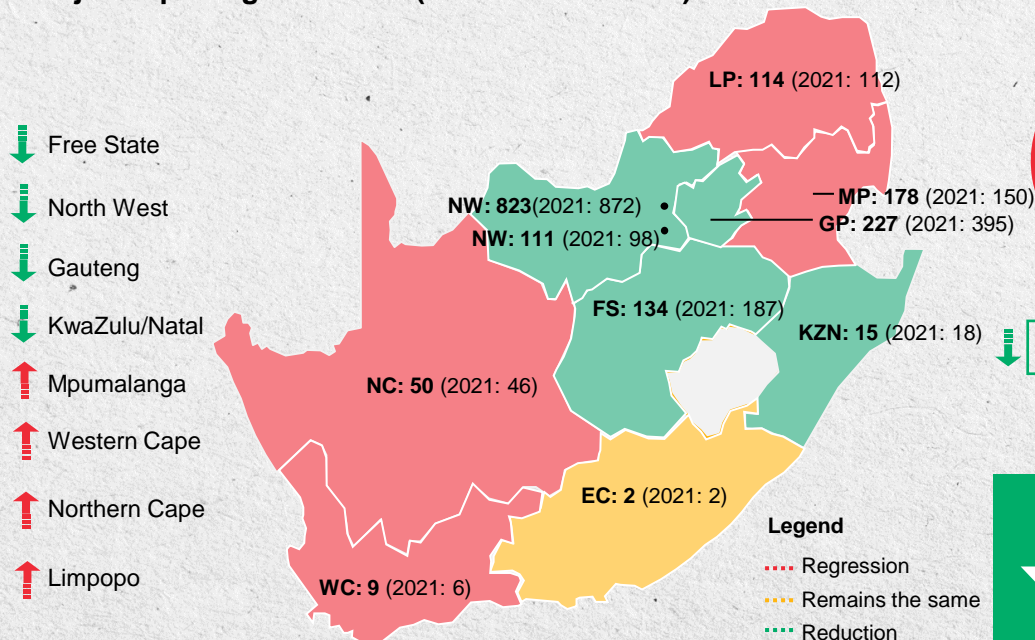 LP: 114 (2021: 112)
Free State
North West
Gauteng
KwaZulu/Natal
Mpumalanga
Western Cape
Northern Cape
Limpopo
NW: 823(2021: 872)
NW: 111 (2021: 98)
MP: 178 (2021: 150)
GP: 227 (2021: 395)
FS: 134 (2021: 187)
KZN: 15 (2021: 18)
NC: 50 (2021: 46)
EC: 2 (2021: 2)
WC: 9 (2021: 6)
Legend
Regression
Remains the same
Reduction